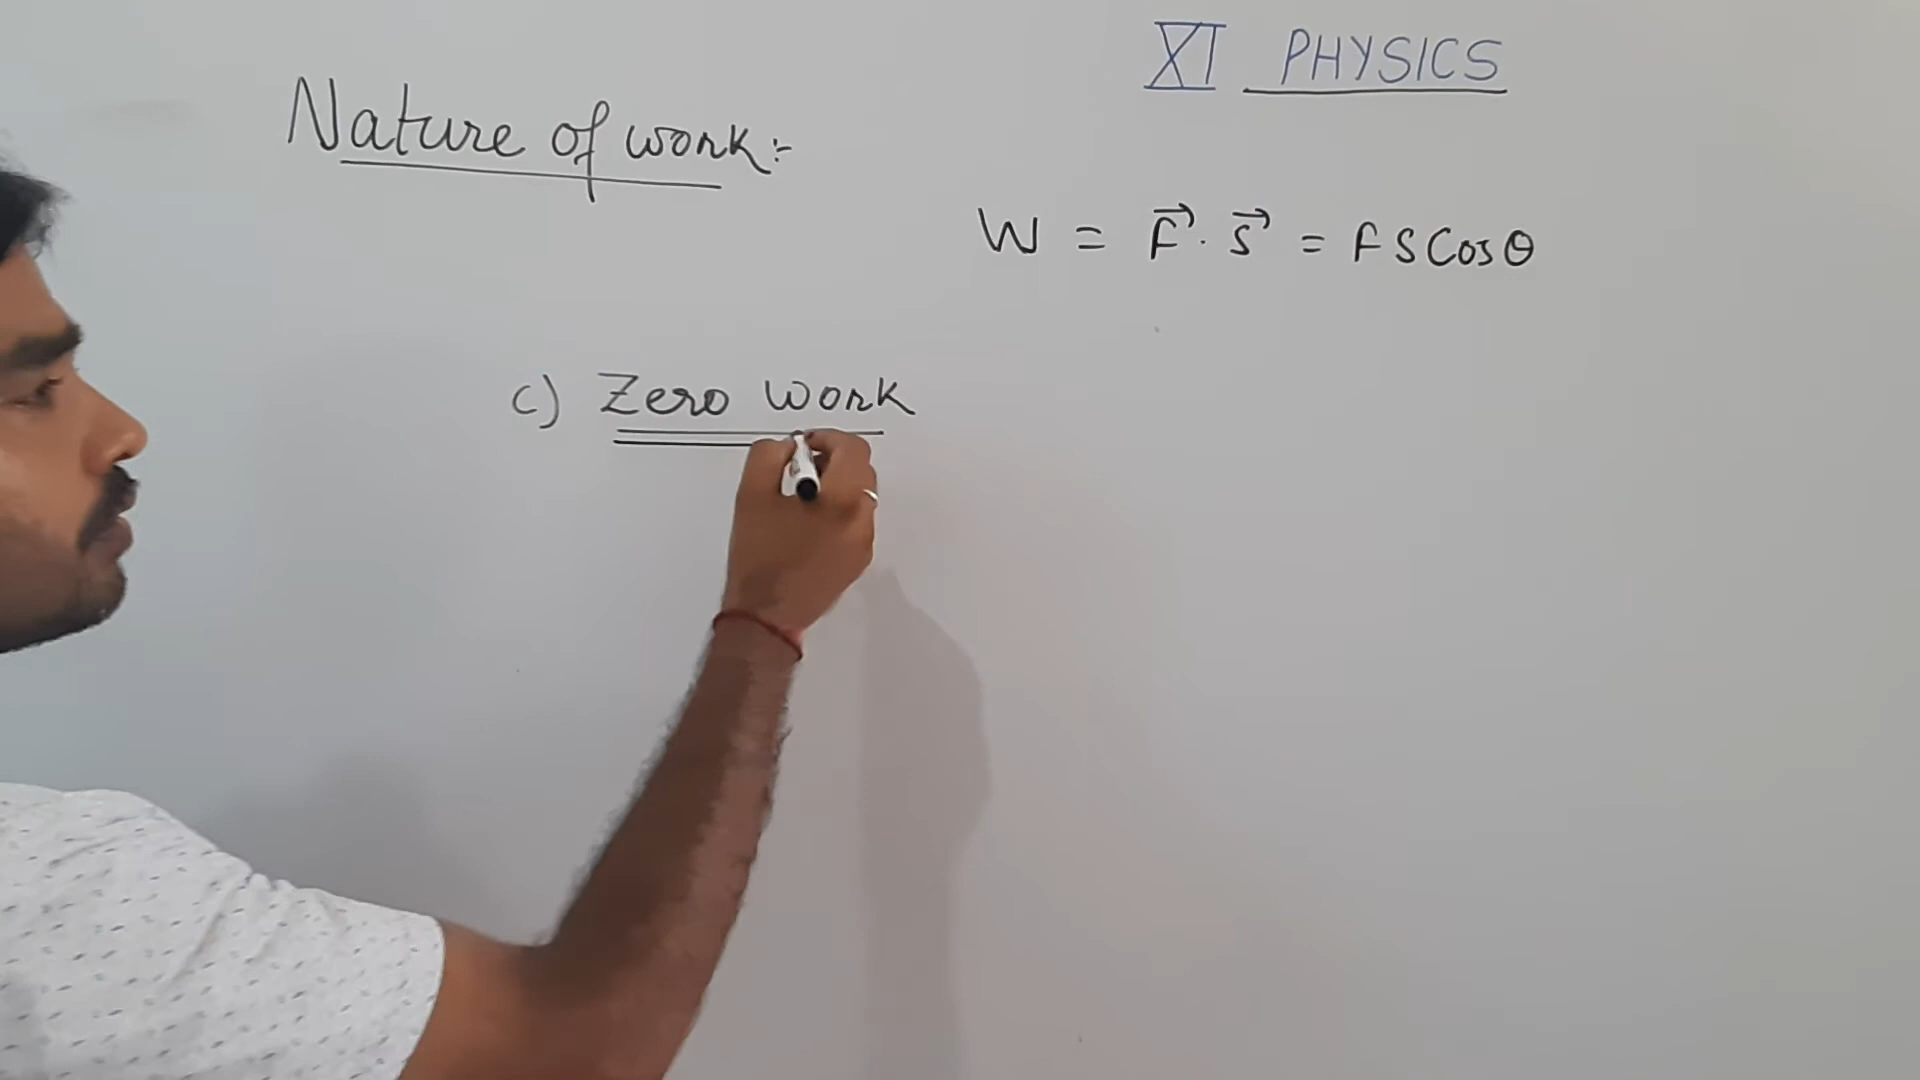 XI PHYSICS
Nature of work:-
W = F⃗ · S⃗ = F S Cos θ
c) Zero work